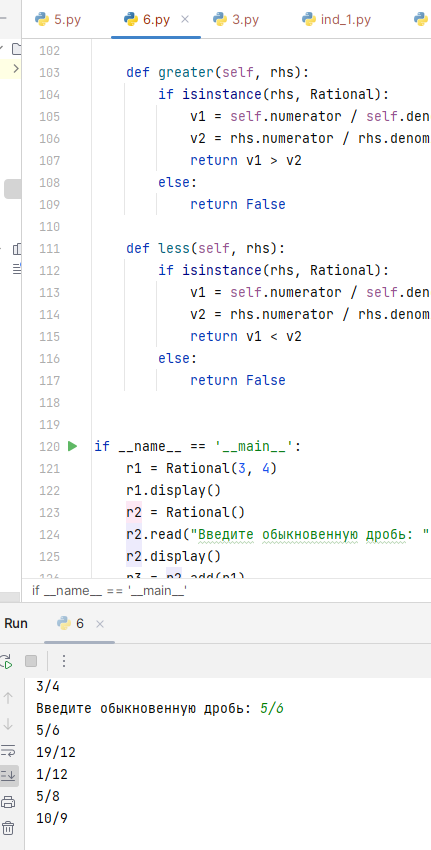 5.py 6.py 3.py ind_1.py
102
103 def greater(self, rhs):
104 if isinstance(rhs, Rational):
105 v1 = self.numerator / self.den
106 v2 = rhs.numerator / rhs.denom
107 return v1 > v2
108 else:
109 return False
110
111 def less(self, rhs):
112 if isinstance(rhs, Rational):
113 v1 = self.numerator / self.den
114 v2 = rhs.numerator / rhs.denom
115 return v1 < v2
116 else:
117 return False
118
119
120 if __name__ == '__main__':
121 r1 = Rational(3, 4)
122 r1.display()
123 r2 = Rational()
124 r2.read("Введите обыкновенную дробь: "
125 r2.display()
126 r3 = r2.add(r1)
if __name__ == '__main__'
Run 6
3/4
Введите обыкновенную дробь: 5/6
5/6
19/12
1/12
5/8
10/9